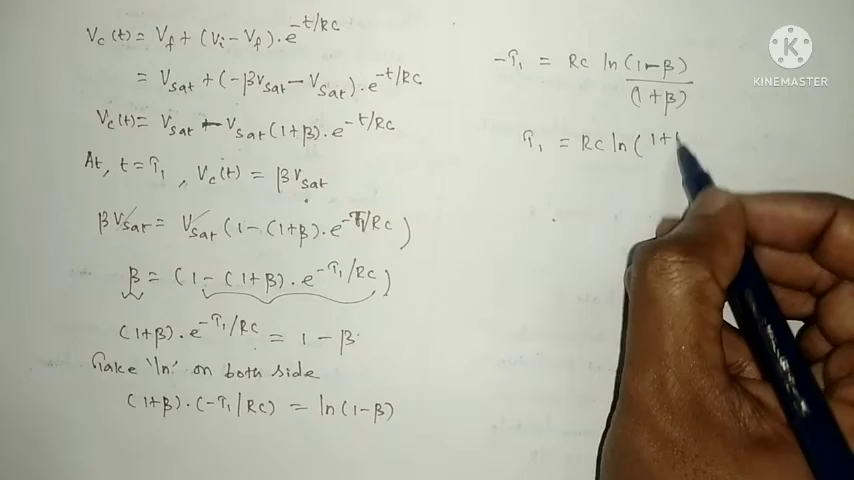 Vc(t) = Vf + (Vi - Vf) . e^-t/RC
= Vsat + (-βVsat - Vsat) . e^-t/RC
Vc(t) = Vsat - Vsat (1+β) . e^-t/RC
At, t = T1 , Vc(t) = βVsat
βVsat = Vsat (1 - (1+β) . e^-T1/RC)
β = (1 - (1+β) . e^-T1/RC)
(1+β) . e^-T1/RC = 1 - β
Take 'ln' on both side
(1+β) . (-T1/RC) = ln(1-β)
-T1 = RC ln (1-β)
(1+β)
T1 = RC ln ( 1+
K
KINEMASTER